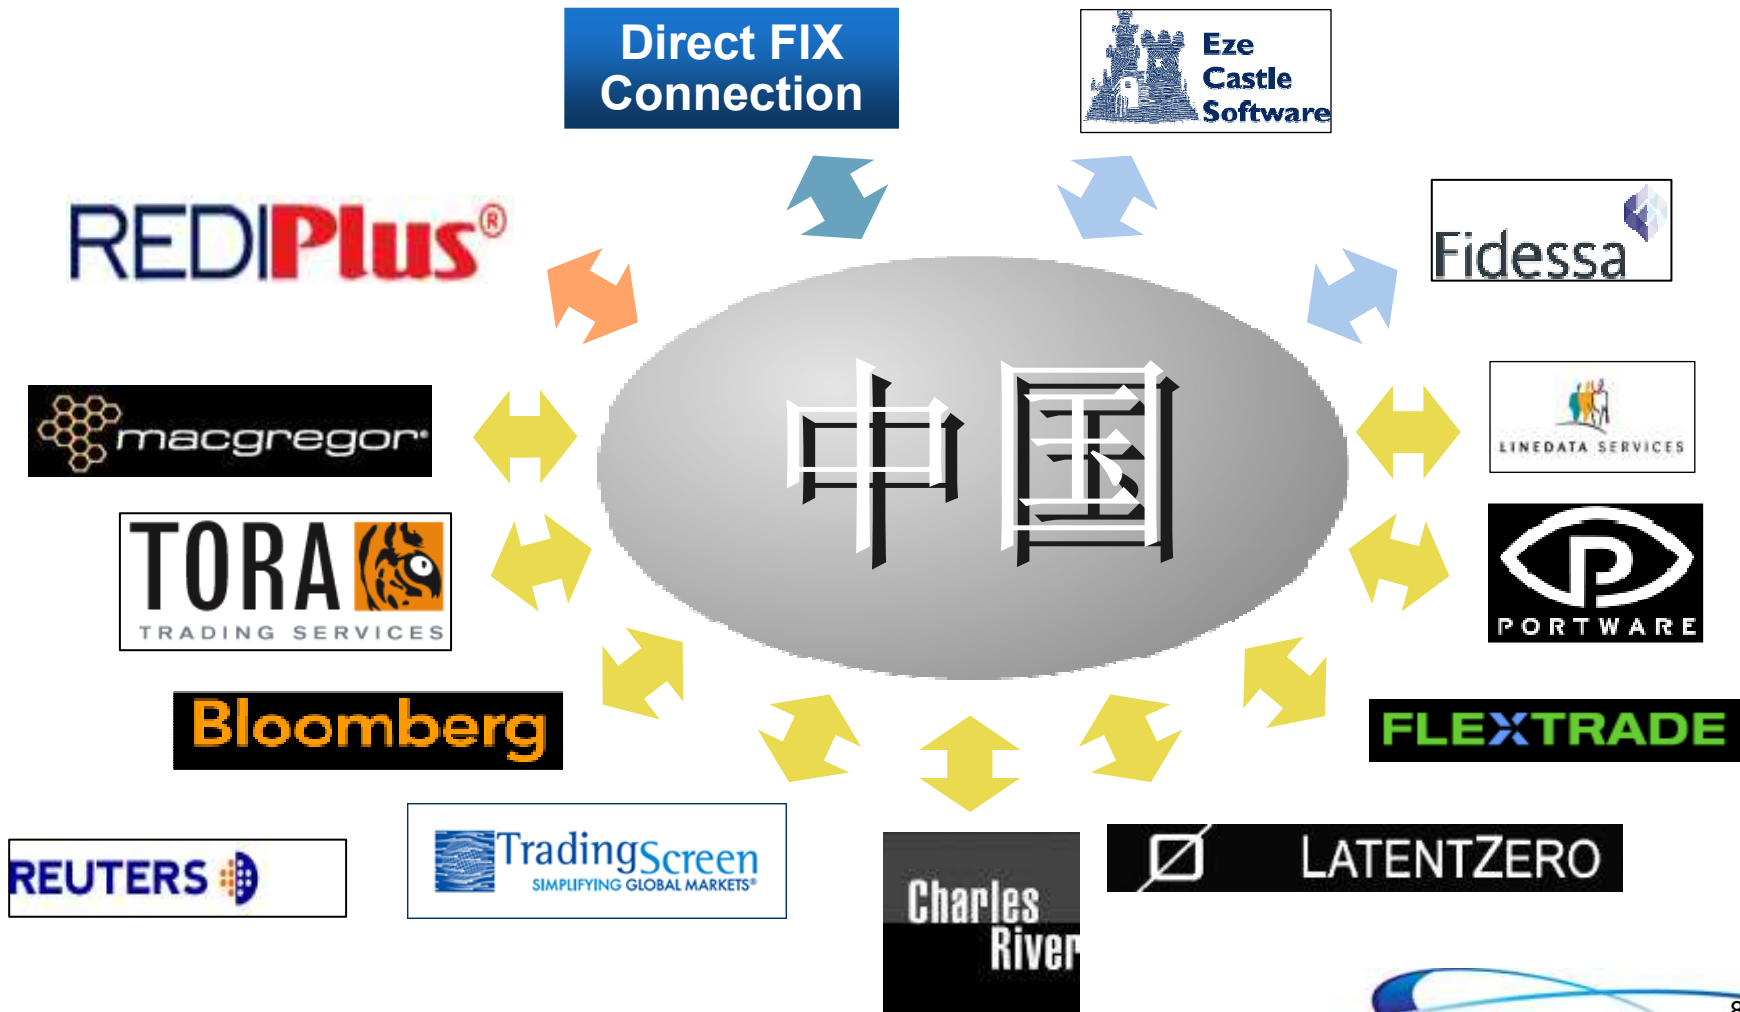 Direct FIX
Connection
Eze
Castle
Software
REDIPlus®
Fidessa
中国
macgregor
LINEDATA SERVICES
TORA
TRADING SERVICES
P
PORTWARE
Bloomberg
FLEXTRADE
REUTERS
TradingScreen
SIMPLIFYING GLOBAL MARKETS®
Charles
River
LATENTZERO
8